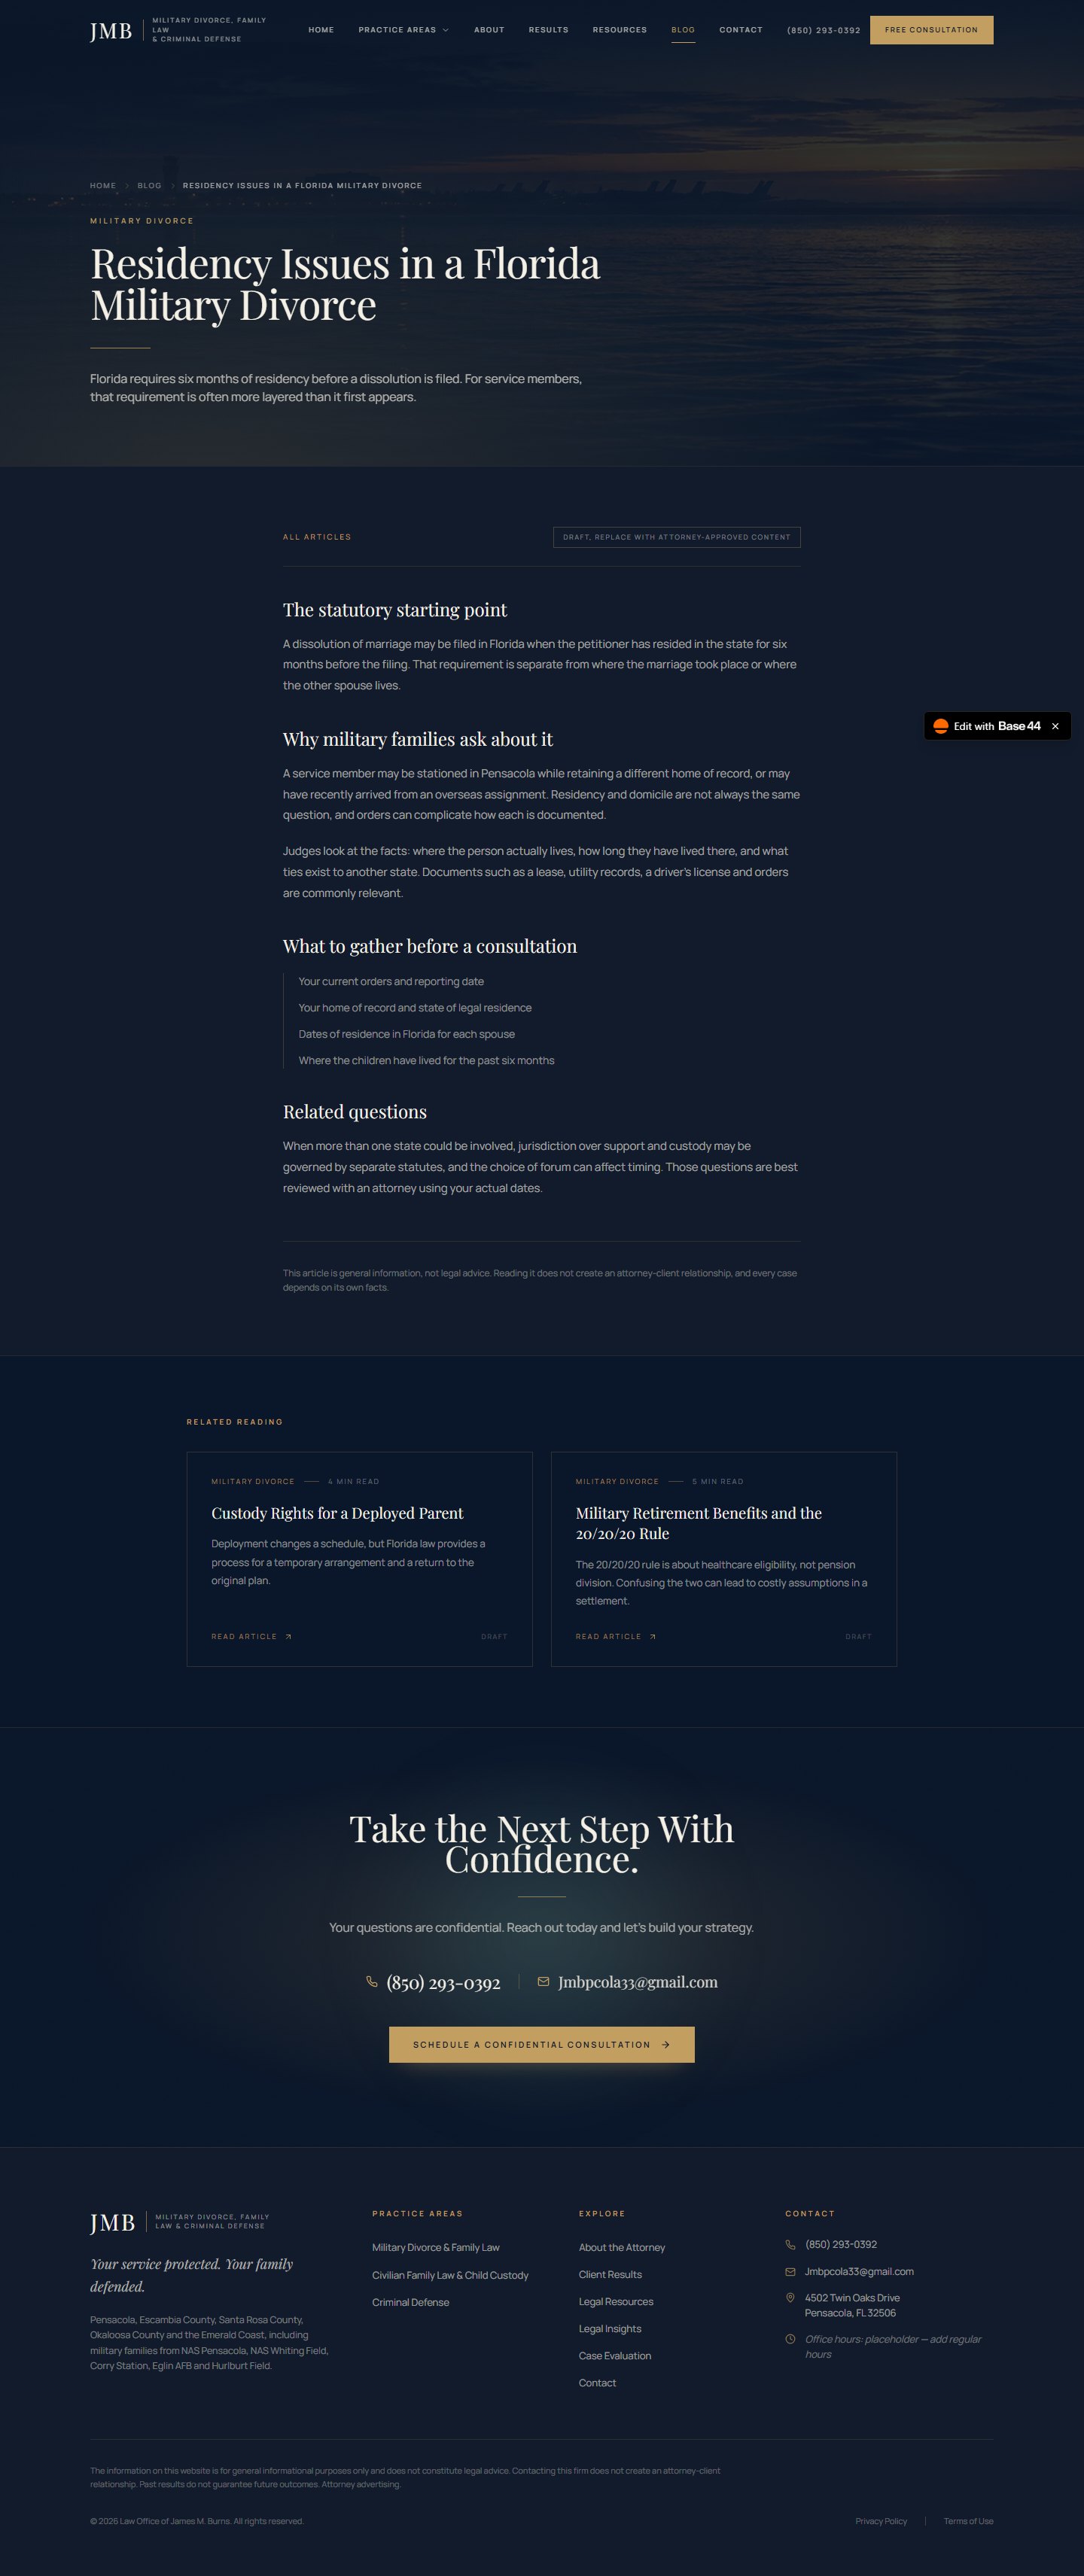 JMB
MILITARY DIVORCE, FAMILY
LAW
& CRIMINAL DEFENSE
HOME
PRACTICE AREAS
ABOUT
RESULTS
RESOURCES
BLOG
CONTACT
(850) 293-0392
FREE CONSULTATION
HOME
BLOG
RESIDENCY ISSUES IN A FLORIDA MILITARY DIVORCE
MILITARY DIVORCE
Residency Issues in a Florida
Military Divorce
Florida requires six months of residency before a dissolution is filed. For service members,
that requirement is often more layered than it first appears.
ALL ARTICLES
DRAFT, REPLACE WITH ATTORNEY-APPROVED CONTENT
The statutory starting point
A dissolution of marriage may be filed in Florida when the petitioner has resided in the state for six
months before the filing. That requirement is separate from where the marriage took place or where
the other spouse lives.
Edit with Base44
Why military families ask about it
A service member may be stationed in Pensacola while retaining a different home of record, or may
have recently arrived from an overseas assignment. Residency and domicile are not always the same
question, and orders can complicate how each is documented.
Judges look at the facts: where the person actually lives, how long they have lived there, and what
ties exist to another state. Documents such as a lease, utility records, a driver's license and orders
are commonly relevant.
What to gather before a consultation
Your current orders and reporting date
Your home of record and state of legal residence
Dates of residence in Florida for each spouse
Where the children have lived for the past six months
Related questions
When more than one state could be involved, jurisdiction over support and custody may be
governed by separate statutes, and the choice of forum can affect timing. Those questions are best
reviewed with an attorney using your actual dates.
This article is general information, not legal advice. Reading it does not create an attorney-client relationship, and every case
depends on its own facts.
RELATED READING
MILITARY DIVORCE
4 MIN READ
Custody Rights for a Deployed Parent
Deployment changes a schedule, but Florida law provides a
process for a temporary arrangement and a return to the
original plan.
READ ARTICLE
DRAFT
MILITARY DIVORCE
5 MIN READ
Military Retirement Benefits and the
20/20/20 Rule
The 20/20/20 rule is about healthcare eligibility, not pension
division. Confusing the two can lead to costly assumptions in a
settlement.
READ ARTICLE
DRAFT
Take the Next Step With
Confidence.
Your questions are confidential. Reach out today and let's build your strategy.
(850) 293-0392
Jmbpcola33@gmail.com
SCHEDULE A CONFIDENTIAL CONSULTATION
JMB
MILITARY DIVORCE, FAMILY
LAW & CRIMINAL DEFENSE
Your service protected. Your family
defended.
Pensacola, Escambia County, Santa Rosa County,
Okaloosa County and the Emerald Coast, including
military families from NAS Pensacola, NAS Whiting Field,
Corry Station, Eglin AFB and Hurlburt Field.
PRACTICE AREAS
Military Divorce & Family Law
Civilian Family Law & Child Custody
Criminal Defense
EXPLORE
About the Attorney
Client Results
Legal Resources
Legal Insights
Case Evaluation
Contact
CONTACT
(850) 293-0392
Jmbpcola33@gmail.com
4502 Twin Oaks Drive
Pensacola, FL 32506
Office hours: placeholder — add regular
hours
The information on this website is for general informational purposes only and does not constitute legal advice. Contacting this firm does not create an attorney-client
relationship. Past results do not guarantee future outcomes. Attorney advertising.
© 2025 Law Office of James M. Burns. All rights reserved.
Privacy Policy
Terms of Use